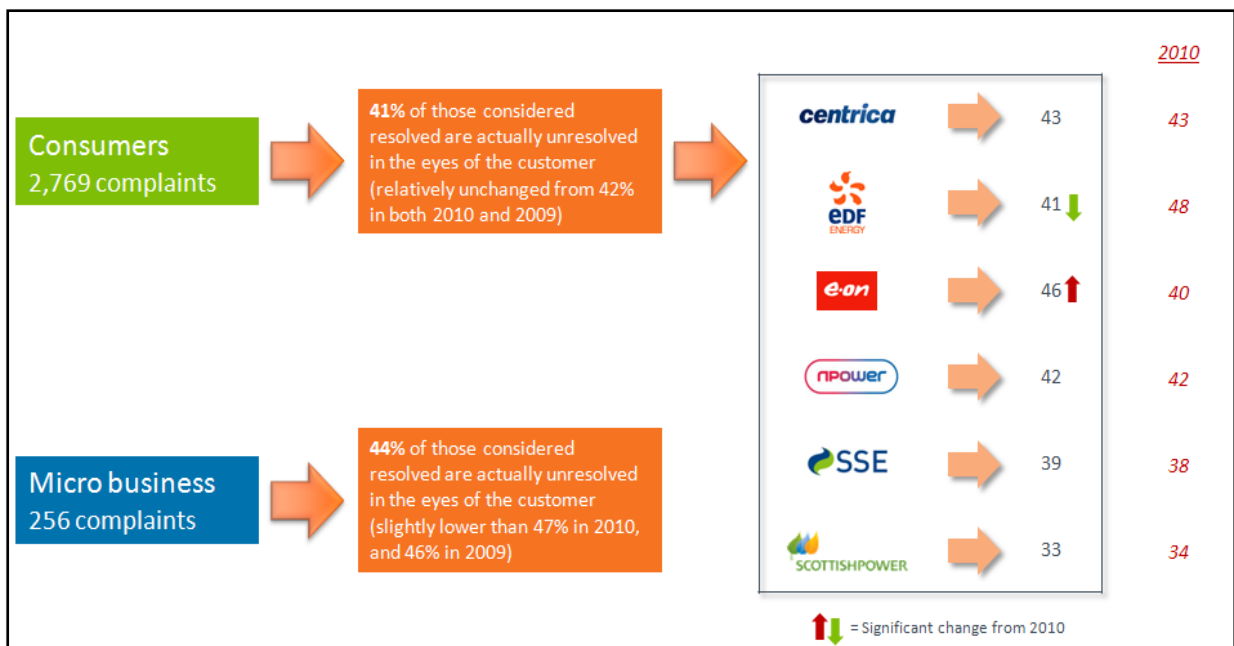 2010
Consumers
2,769 complaints
41% of those considered
resolved are actually unresolved
in the eyes of the customer
(relatively unchanged from 42%
in both 2010 and 2009)
centrica 43 43
eDF
ENERGY
41 48
e·on 46 40
npower 42 42
SSE 39 38
SCOTTISHPOWER 33 34
Micro business
256 complaints
44% of those considered
resolved are actually unresolved
in the eyes of the customer
(slightly lower than 47% in 2010,
and 46% in 2009)
= Significant change from 2010